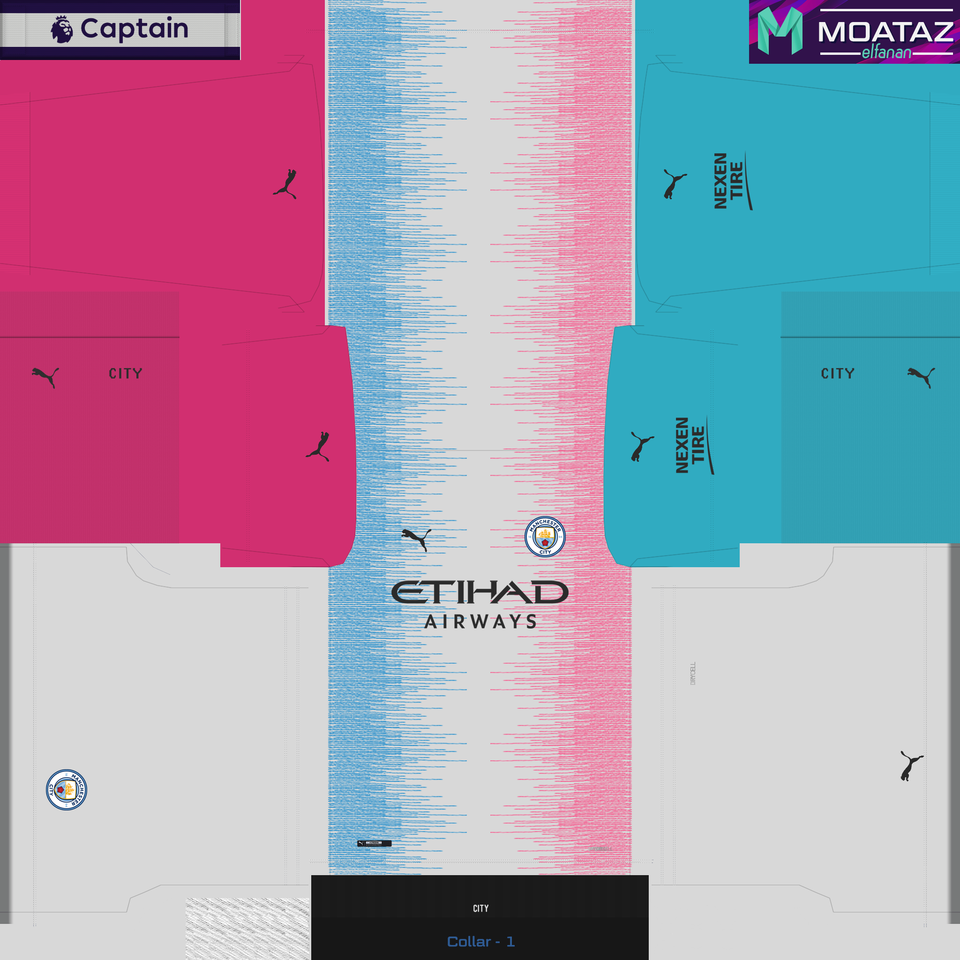 Captain
MOATAZ
elfanan
NEXEN
TIRE
CITY
CITY
NEXEN
TIRE
MANCHESTER
CITY
ETIHAD
AIRWAYS
MANCHESTER
CITY
CITY
Collar - 1